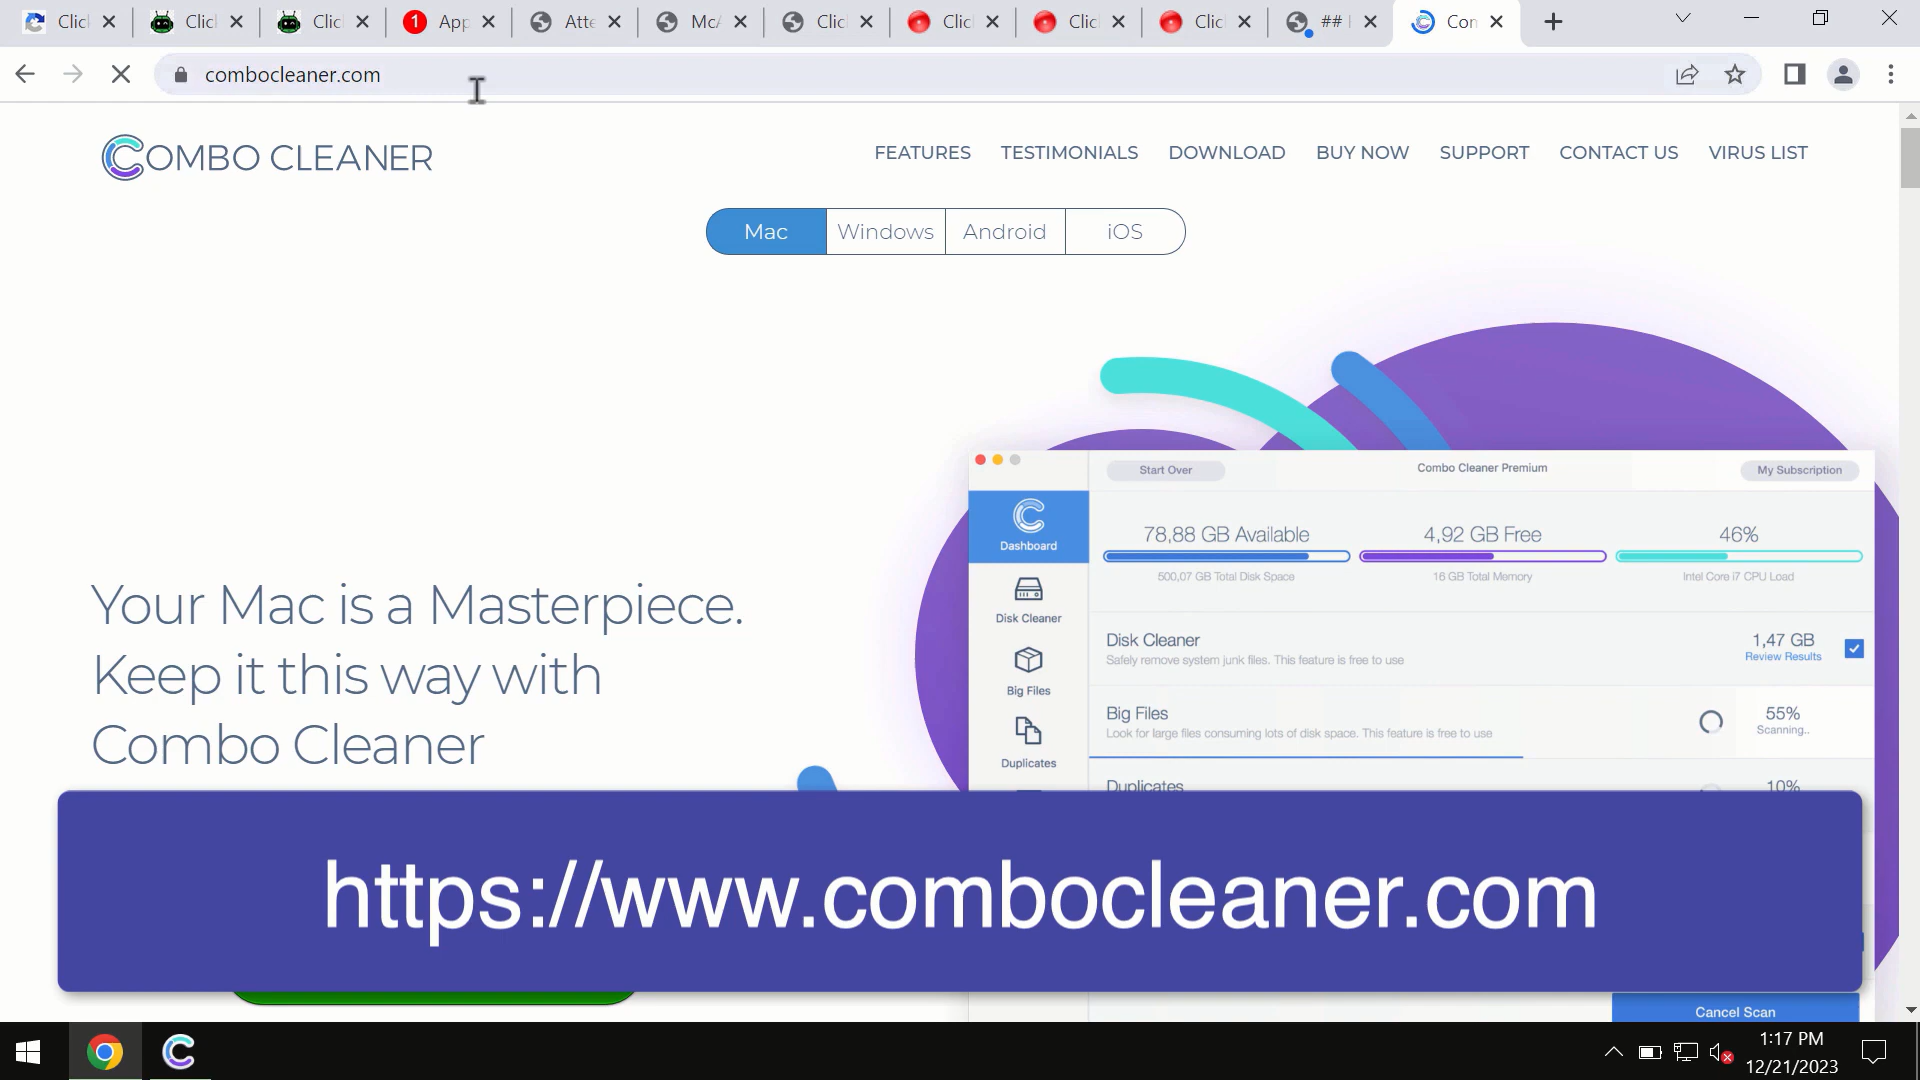 Clic
Clic
Clic
1
App
Atte
McA
Clic
Clic
Clic
Clic
##
Con
combocleaner.com
COMBO CLEANER
FEATURES
TESTIMONIALS
DOWNLOAD
BUY NOW
SUPPORT
CONTACT US
VIRUS LIST
Mac
Windows
Android
iOS
Your Mac is a Masterpiece.
Keep it this way with
Combo Cleaner
Start Over
Combo Cleaner Premium
My Subscription
Dashboard
Disk Cleaner
Big Files
Duplicates
78,88 GB Available
500,07 GB Total Disk Space
4,92 GB Free
16 GB Total Memory
46%
Intel Core i7 CPU Load
Disk Cleaner
Safely remove system junk files. This feature is free to use
1,47 GB
Review Results
Big Files
Look for large files consuming lots of disk space. This feature is free to use
55%
Scanning..
Duplicates
10%
https://www.combocleaner.com
Cancel Scan
1:17 PM
12/21/2023